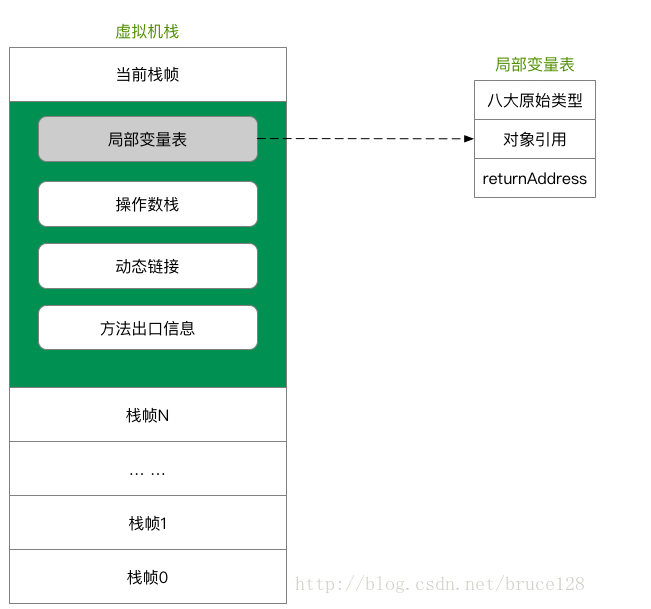 虚拟机栈
当前栈帧
局部变量表
操作数栈
动态链接
方法出口信息
栈帧N
... ...
栈帧1
栈帧0
局部变量表
八大原始类型
对象引用
returnAddress
http://blog.csdn.net/bruce128